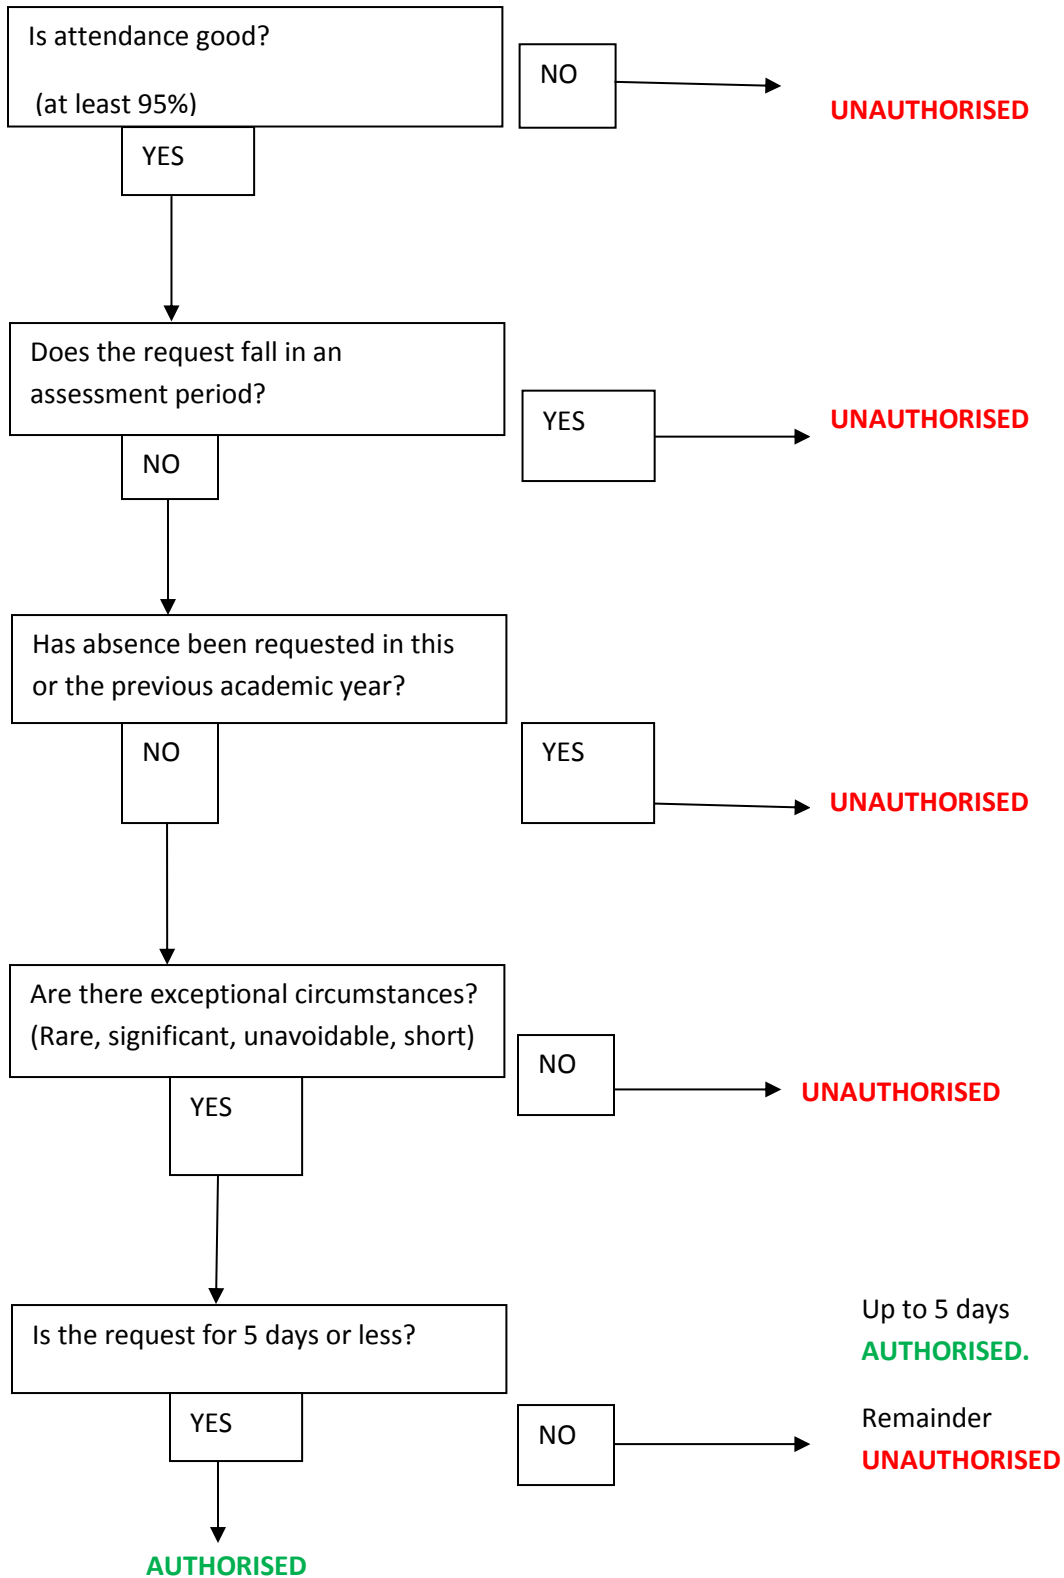 Is attendance good?
(at least 95%)
NO
UNAUTHORISED
YES
Does the request fall in an
assessment period?
YES
UNAUTHORISED
NO
Has absence been requested in this
or the previous academic year?
NO
YES
UNAUTHORISED
Are there exceptional circumstances?
(Rare, significant, unavoidable, short)
NO
UNAUTHORISED
YES
Is the request for 5 days or less?
Up to 5 days
AUTHORISED.
YES
NO
Remainder
UNAUTHORISED
AUTHORISED